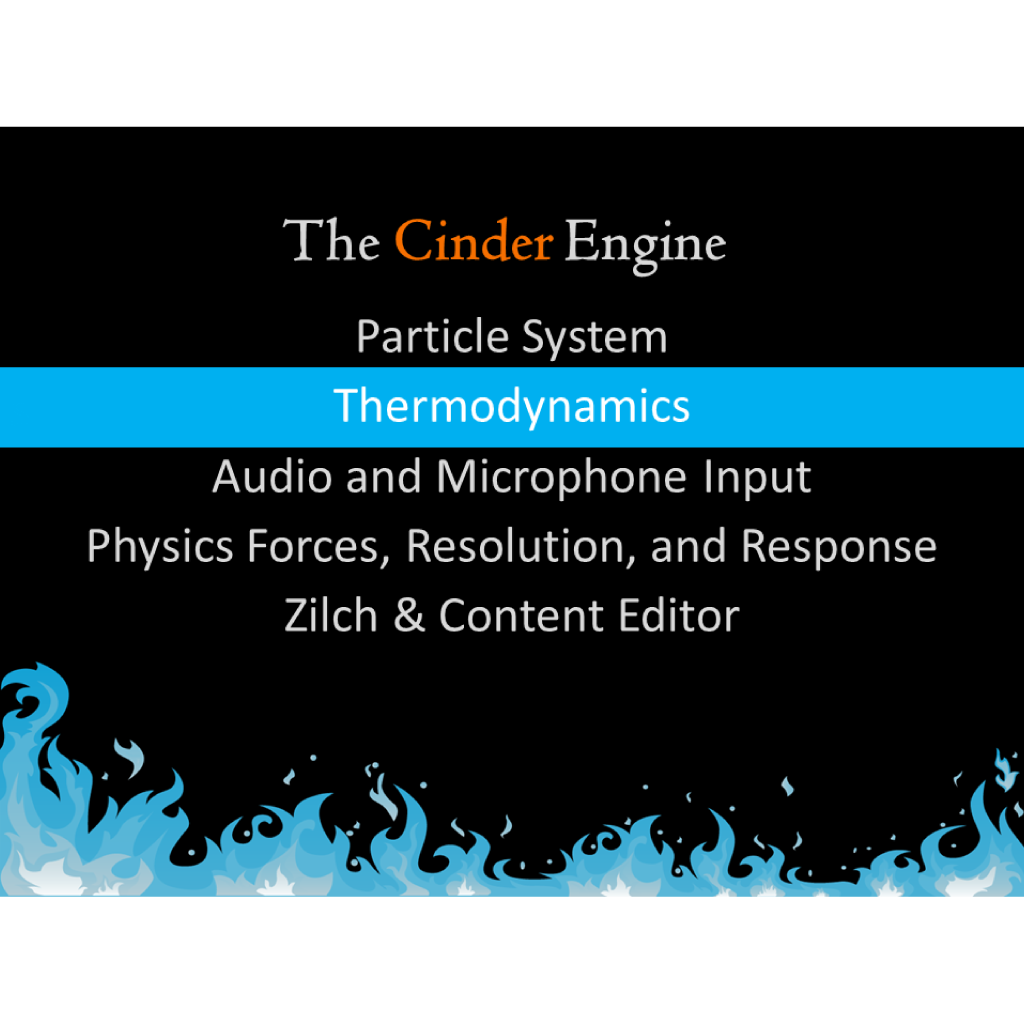 The Cinder Engine
Particle System
Thermodynamics
Audio and Microphone Input
Physics Forces, Resolution, and Response
Zilch & Content Editor